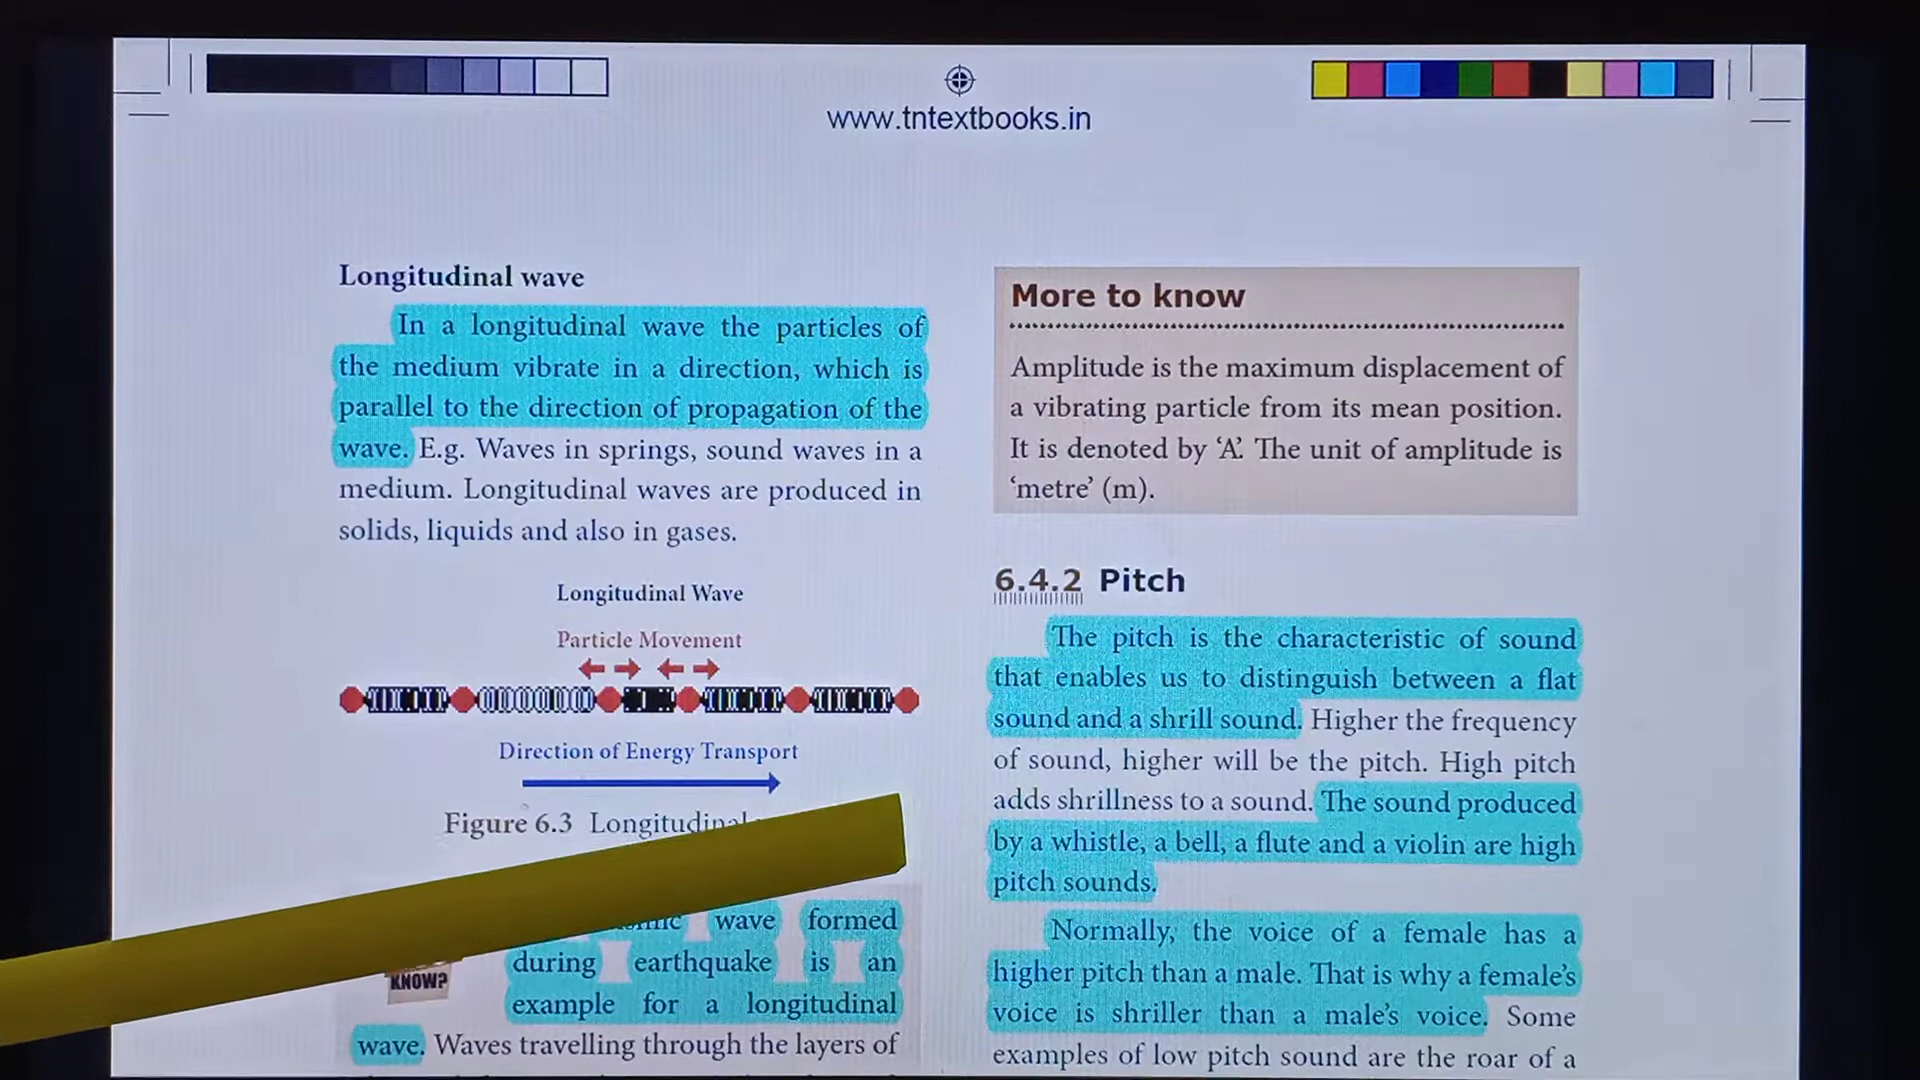 www.tntextbooks.in
Longitudinal wave
In a longitudinal wave the particles of
the medium vibrate in a direction, which is
parallel to the direction of propagation of the
wave. E.g. Waves in springs, sound waves in a
medium. Longitudinal waves are produced in
solids, liquids and also in gases.
Longitudinal Wave
Particle Movement
Direction of Energy Transport
Figure 6.3 Longitudinal
KNOW?
wave formed
during earthquake is an
example for a longitudinal
wave. Waves travelling through the layers of
More to know
Amplitude is the maximum displacement of
a vibrating particle from its mean position.
It is denoted by ‘A’. The unit of amplitude is
‘metre’ (m).
6.4.2 Pitch
The pitch is the characteristic of sound
that enables us to distinguish between a flat
sound and a shrill sound. Higher the frequency
of sound, higher will be the pitch. High pitch
adds shrillness to a sound. The sound produced
by a whistle, a bell, a flute and a violin are high
pitch sounds.
Normally, the voice of a female has a
higher pitch than a male. That is why a female’s
voice is shriller than a male’s voice. Some
examples of low pitch sound are the roar of a